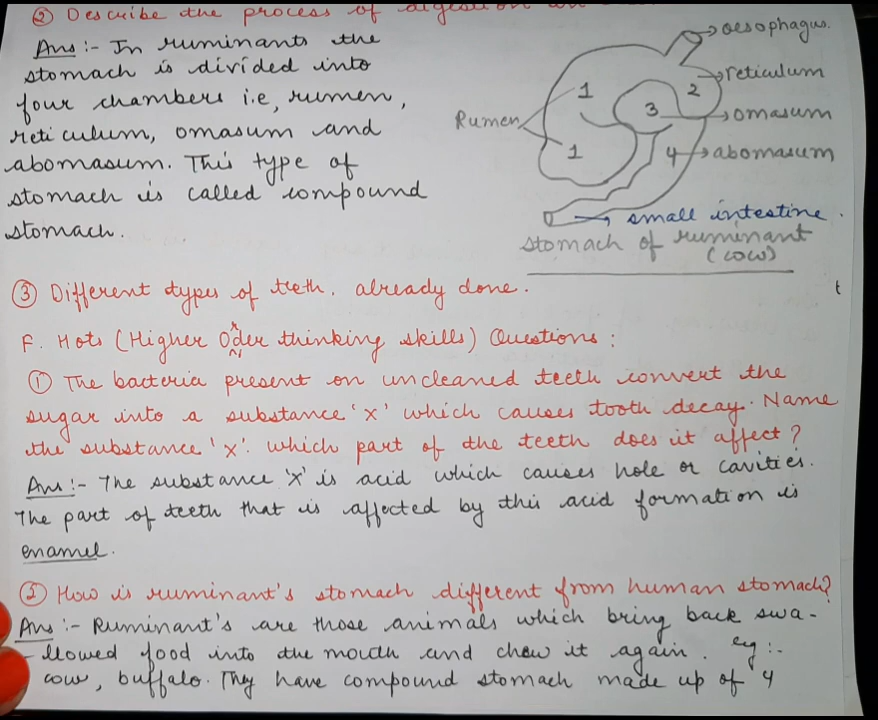 ② Describe the process of digestion in
Ans :- In ruminants the
stomach is divided into
four chambers i.e, rumen,
reticulum, omasum and
abomasum. This type of
stomach is called compound
stomach.
oesophagus.
reticulum
omasum
abomasum
Rumen
1
1
2
3
4
small intestine.
Stomach of ruminant
(cow)
③ Different types of teeth. already done.
t
F. Hots (Higher Oder thinking skills) Questions :
r
① The bacteria present on uncleaned teeth convert the
sugar into a substance 'x' which causes tooth decay. Name
the substance 'x'. which part of the teeth does it affect?
Ans :- The substance 'x' is acid which causes hole or cavities.
The part of teeth that is affected by this acid formation is
enamel.
② How is ruminant's stomach different from human stomach?
Ans :- Ruminant's are those animals which bring back swa-
-llowed food into the mouth and chew it again. eg :-
cow, buffalo. They have compound stomach made up of 4